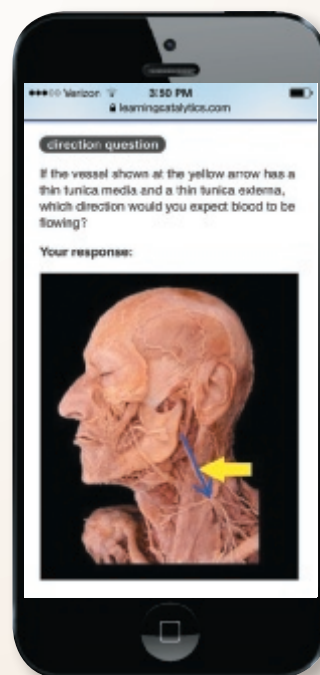 Verizon 3:50 PM
learningcatalytics.com
direction question
If the vessel shown at the yellow arrow has a
thin tunica media and a thin tunica externa,
which direction would you expect blood to be
flowing?
Your response: